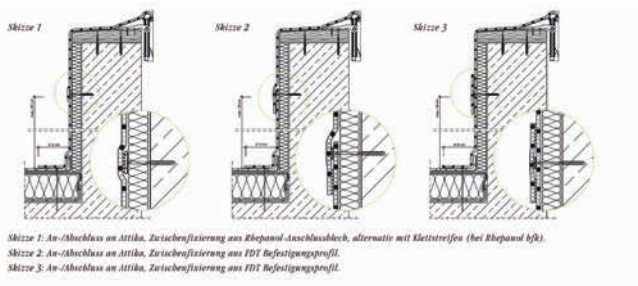 Skizze 1
Skizze 2
Skizze 3
Skizze 1: An-/Abschluss an Attika, Zwischenfixierung aus Rhepanol-Anschlussblech, alternativ mit Klettstreifen (bei Rhepanol hfk).
Skizze 2: An-/Abschluss an Attika, Zwischenfixierung aus FDT Befestigungsprofil.
Skizze 3: An-/Abschluss an Attika, Zwischenfixierung aus FDT Befestigungsprofil.